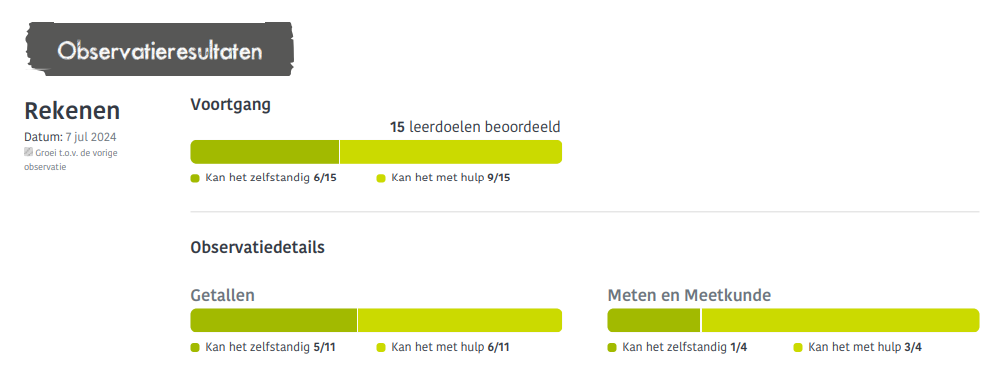 Observatieresultaten
Rekenen
Datum: 7 jul 2024
Groei t.o.v. de vorige
observatie
Voortgang
15 leerdoelen beoordeeld
Kan het zelfstandig 6/15
Kan het met hulp 9/15
Observatiedetails
Getallen
Kan het zelfstandig 5/11
Kan het met hulp 6/11
Meten en Meetkunde
Kan het zelfstandig 1/4
Kan het met hulp 3/4